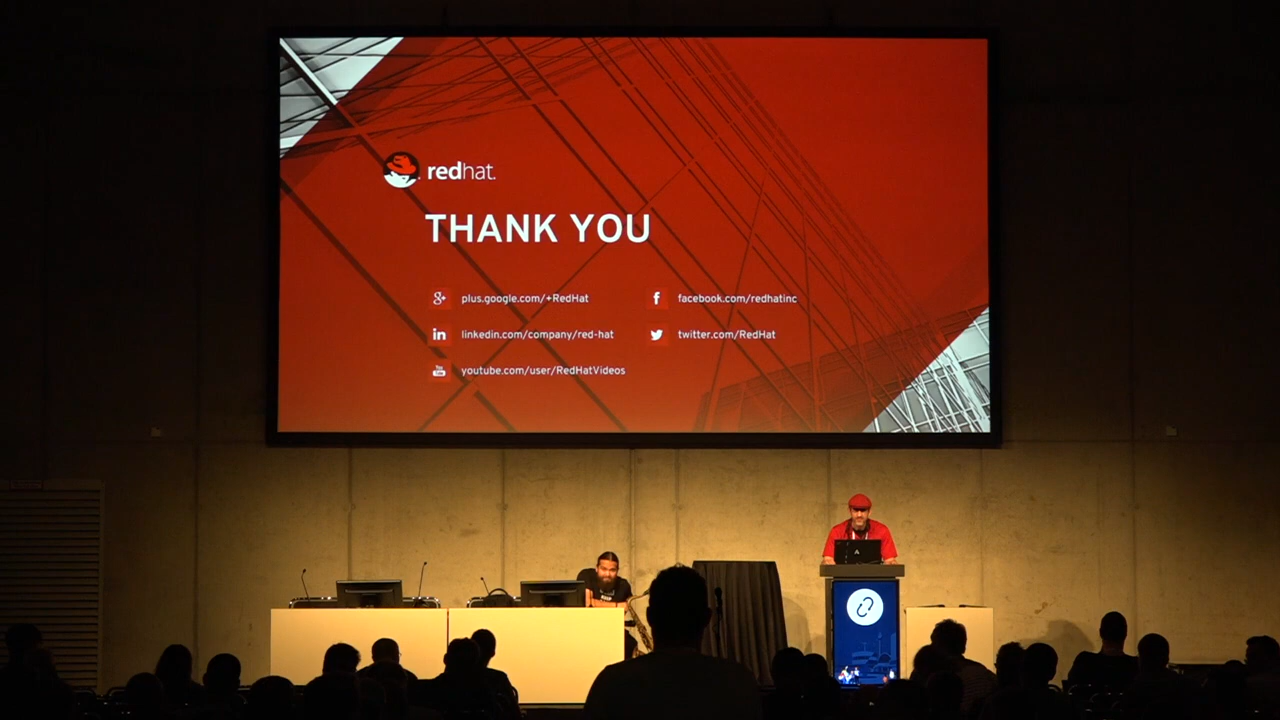 redhat.
THANK YOU
plus.google.com/+RedHat
facebook.com/redhatinc
linkedin.com/company/red-hat
twitter.com/RedHat
youtube.com/user/RedHatVideos